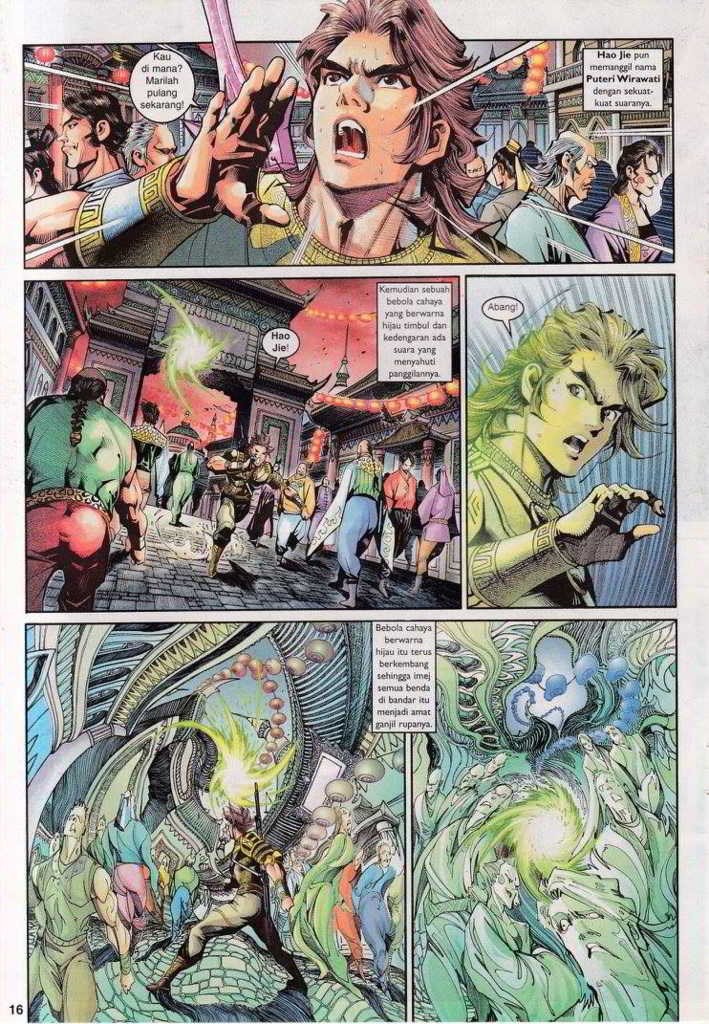 Kau
di mana?
Marilah
pulang
sekarang!
Hao Jie pun
memanggil nama
Puteri Wirawati
dengan sekuat-
kuat suaranya.
Hao
Jie!
Kemudian sebuah
bebola cahaya
yang berwarna
hijau timbul dan
kedengaran ada
suara yang
menyahuti
panggilannya.
Abang!
Bebola cahaya
berwarna
hijau itu terus
berkembang
sehingga imej
semua benda
di bandar itu
menjadi amat
ganjil rupanya.
16